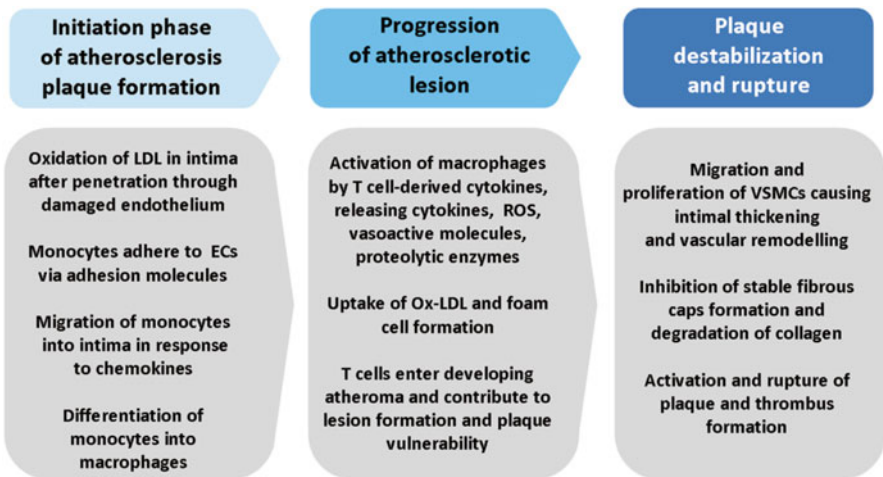 Initiation phase
of atherosclerosis
plaque formation
Progression
of atherosclerotic
lesion
Plaque
destabilization
and rupture
Oxidation of LDL in intima
after penetration through
damaged endothelium
Monocytes adhere to ECs
via adhesion molecules
Migration of monocytes
into intima in response
to chemokines
Differentiation of
monocytes into
macrophages
Activation of macrophages
by T cell-derived cytokines,
releasing cytokines, ROS,
vasoactive molecules,
proteolytic enzymes
Uptake of Ox-LDL and foam
cell formation
T cells enter developing
atheroma and contribute to
lesion formation and plaque
vulnerability
Migration and
proliferation of VSMCs causing
intimal thickening
and vascular remodelling
Inhibition of stable fibrous
caps formation and
degradation of collagen
Activation and rupture of
plaque and thrombus
formation